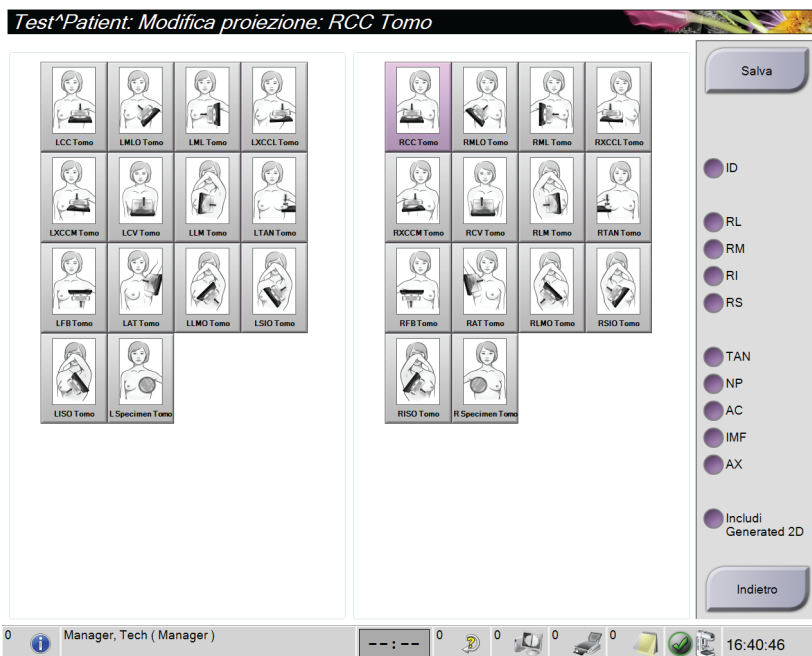 Test^Patient: Modifica proiezione: RCC Tomo
LCC Tomo LMLO Tomo LML Tomo LXCCL Tomo
LXCCM Tomo LCV Tomo LLM Tomo LTAN Tomo
LFB Tomo LAT Tomo LLMO Tomo LSIO Tomo
LISO Tomo L Specimen Tomo
RCC Tomo RMLO Tomo RML Tomo RXCCL Tomo
RXCCM Tomo RCV Tomo RLM Tomo RTAN Tomo
RFB Tomo RAT Tomo RLMO Tomo RSIO Tomo
RISO Tomo R Specimen Tomo
Salva
ID
RL
RM
RI
RS
TAN
NP
AC
IMF
AX
Includi
Generated 2D
Indietro
0 Manager, Tech ( Manager ) --:-- 0 0 0 0 16:40:46